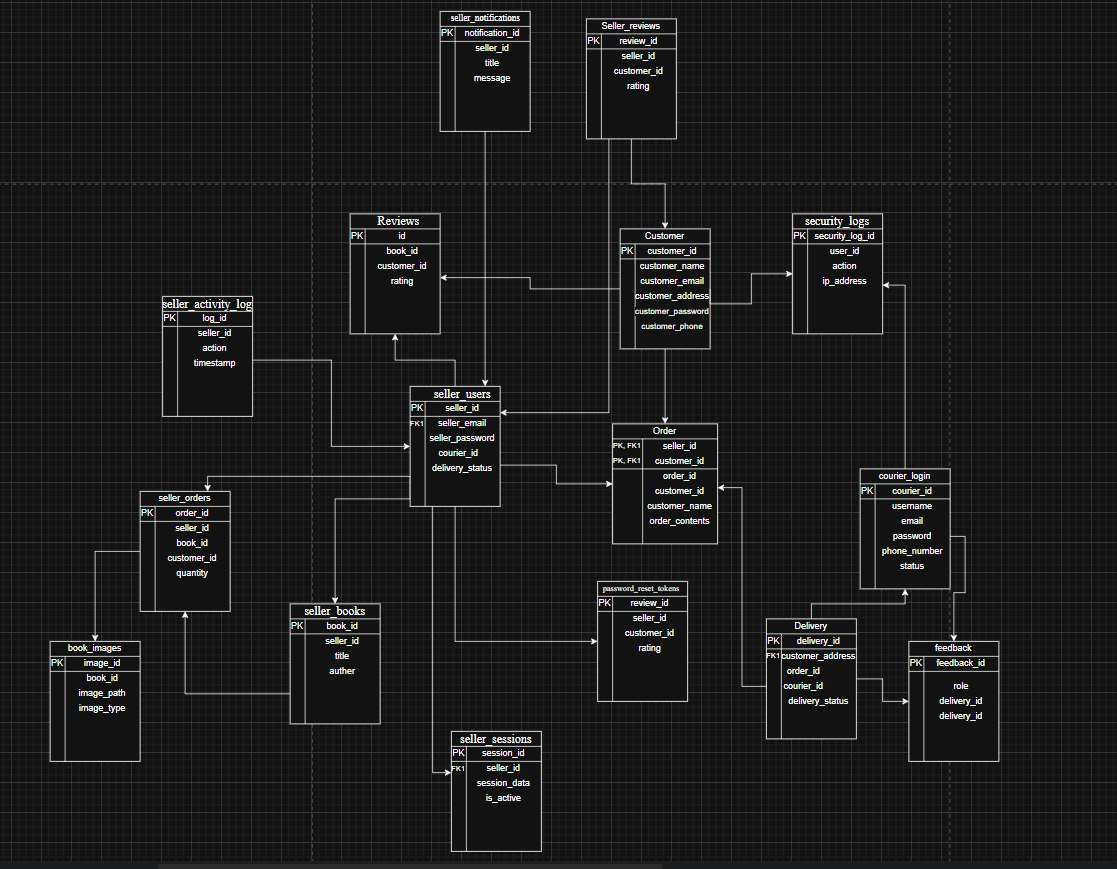 seller_notifications
PK notification_id
seller_id
title
message
Seller_reviews
PK review_id
seller_id
customer_id
rating
Reviews
PK id
book_id
customer_id
rating
Customer
PK customer_id
customer_name
customer_email
customer_address
customer_password
customer_phone
security_logs
PK security_log_id
user_id
action
ip_address
seller_activity_log
PK log_id
seller_id
action
timestamp
seller_users
PK seller_id
FK1 seller_email
seller_password
courier_id
delivery_status
Order
PK, FK1 seller_id
PK, FK1 customer_id
order_id
customer_id
customer_name
order_contents
courier_login
PK courier_id
username
email
password
phone_number
status
seller_orders
PK order_id
seller_id
book_id
customer_id
quantity
seller_books
PK book_id
seller_id
title
auther
password_reset_tokens
PK review_id
seller_id
customer_id
rating
Delivery
PK delivery_id
FK1 customer_address
order_id
courier_id
delivery_status
feedback
PK feedback_id
role
delivery_id
delivery_id
book_images
PK image_id
book_id
image_path
image_type
seller_sessions
PK session_id
FK1 seller_id
session_data
is_active